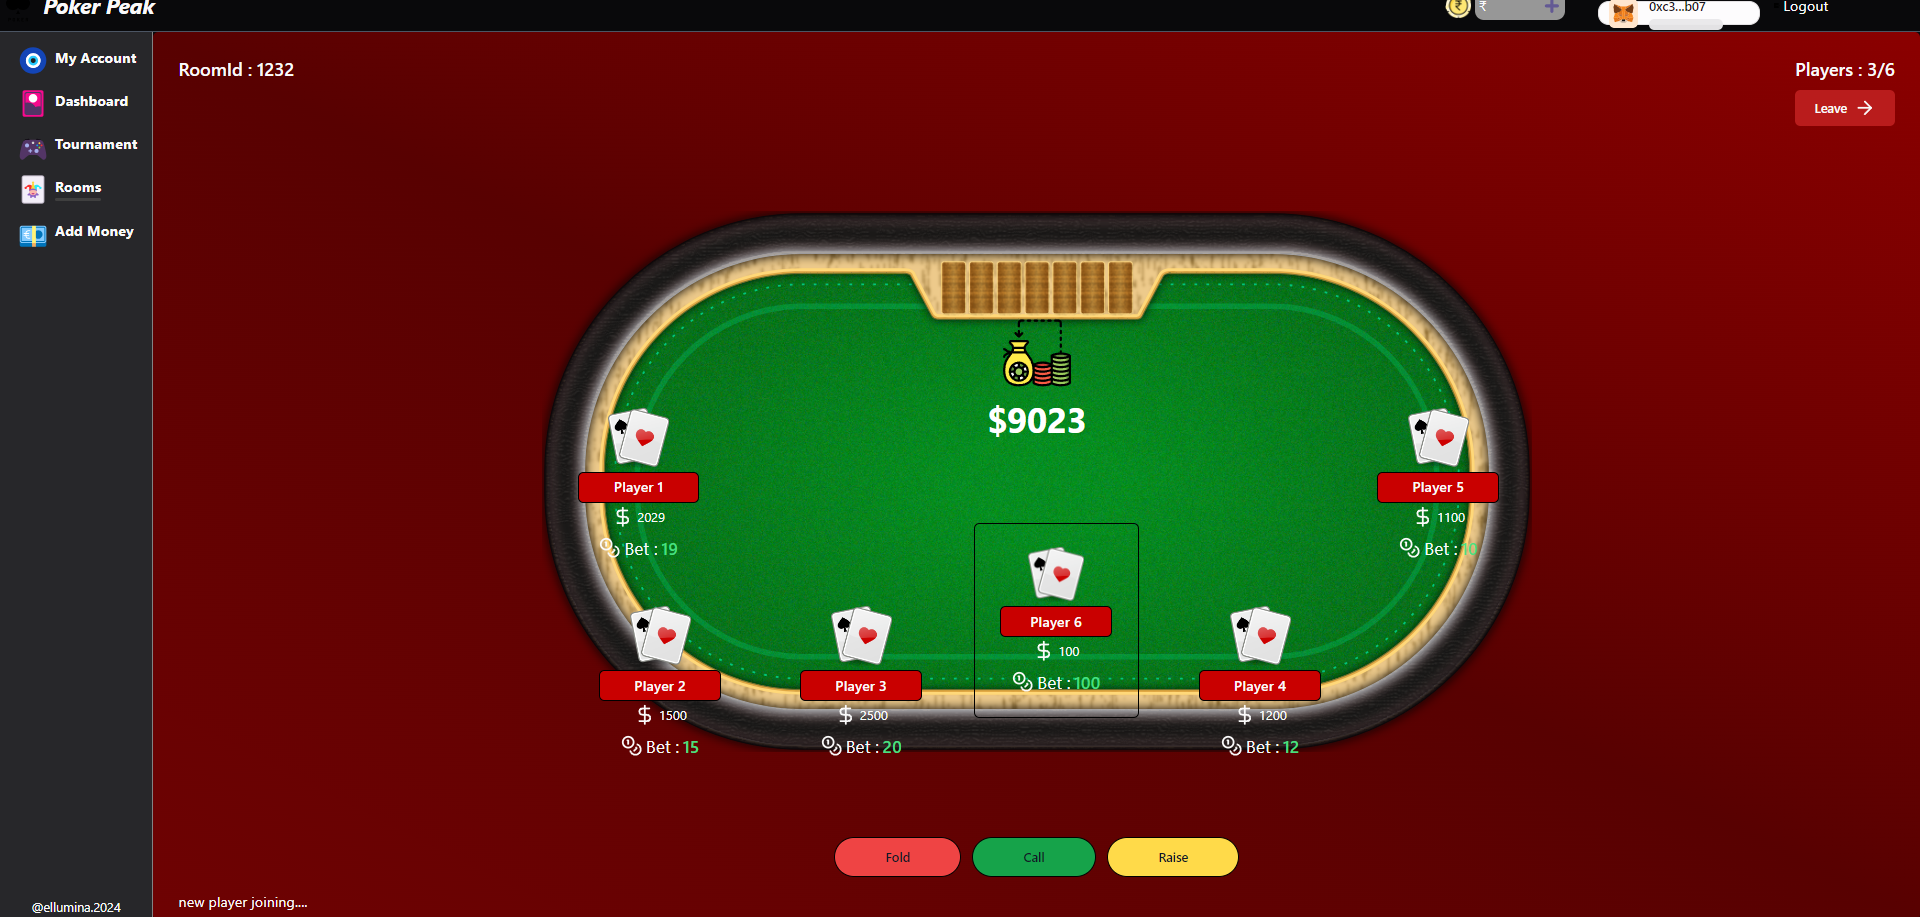 Poker Peak
₹
0xc3...b07
Logout
My Account
Dashboard
Tournament
Rooms
Add Money
@ellumina.2024
RoomId : 1232
Players : 3/6
Leave
$9023
Player 1
$ 2029
Bet : 19
Player 5
$ 1100
Bet : 10
Player 6
$ 100
Bet : 100
Player 2
$ 1500
Bet : 15
Player 3
$ 2500
Bet : 20
Player 4
$ 1200
Bet : 12
Fold
Call
Raise
new player joining....